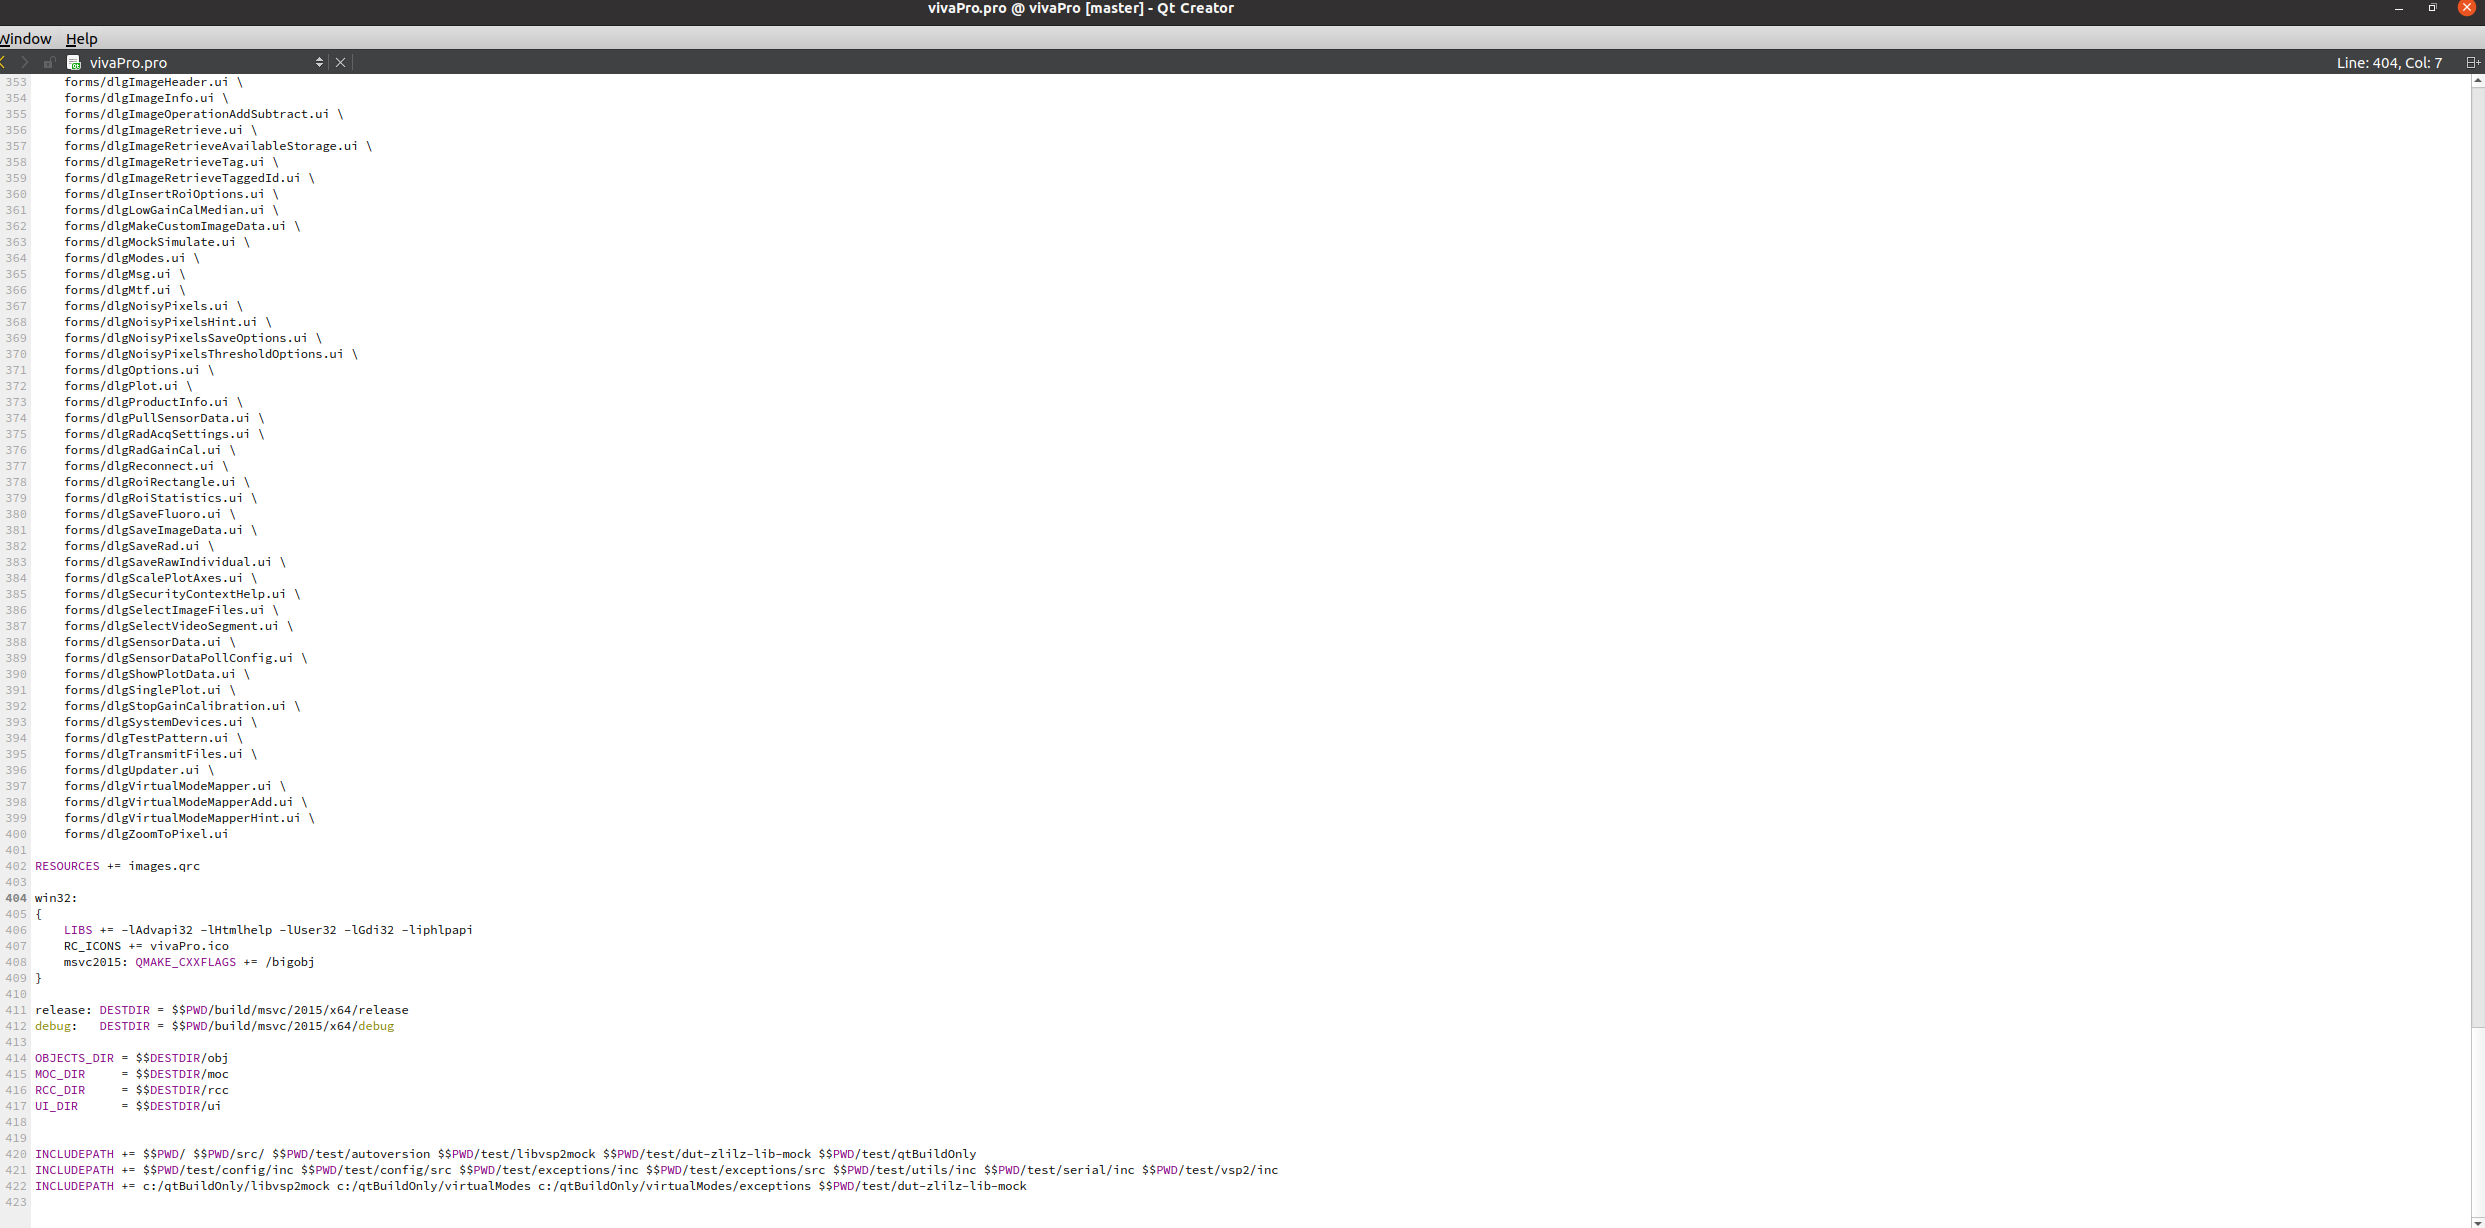 vivaPro.pro @ vivaPro [master] - Qt Creator
Window Help
vivaPro.pro
Line: 404, Col: 7
353 forms/dlgImageHeader.ui \
354 forms/dlgImageInfo.ui \
355 forms/dlgImageOperationAddSubtract.ui \
356 forms/dlgImageRetrieve.ui \
357 forms/dlgImageRetrieveAvailableStorage.ui \
358 forms/dlgImageRetrieveTag.ui \
359 forms/dlgImageRetrieveTaggedId.ui \
360 forms/dlgInsertRoiOptions.ui \
361 forms/dlgLowGainCalMedian.ui \
362 forms/dlgMakeCustomImageData.ui \
363 forms/dlgMockSimulate.ui \
364 forms/dlgModes.ui \
365 forms/dlgMsg.ui \
366 forms/dlgMtf.ui \
367 forms/dlgNoisyPixels.ui \
368 forms/dlgNoisyPixelsHint.ui \
369 forms/dlgNoisyPixelsSaveOptions.ui \
370 forms/dlgNoisyPixelsThresholdOptions.ui \
371 forms/dlgOptions.ui \
372 forms/dlgPlot.ui \
373 forms/dlgProductInfo.ui \
374 forms/dlgPullSensorData.ui \
375 forms/dlgRadAcqSettings.ui \
376 forms/dlgRadGainCal.ui \
377 forms/dlgReconnect.ui \
378 forms/dlgRoiRectangle.ui \
379 forms/dlgRoiStatistics.ui \
380 forms/dlgSaveFluoro.ui \
381 forms/dlgSaveImageData.ui \
382 forms/dlgSaveRad.ui \
383 forms/dlgSaveRawIndividual.ui \
384 forms/dlgScalePlotAxes.ui \
385 forms/dlgSecurityContextHelp.ui \
386 forms/dlgSelectImageFiles.ui \
387 forms/dlgSelectVideoSegment.ui \
388 forms/dlgSensorData.ui \
389 forms/dlgSensorDataPollConfig.ui \
390 forms/dlgShowPlotData.ui \
391 forms/dlgSinglePlot.ui \
392 forms/dlgStopGainCalibration.ui \
393 forms/dlgSystemDevices.ui \
394 forms/dlgTestPattern.ui \
395 forms/dlgTransmitFiles.ui \
396 forms/dlgUpdater.ui \
397 forms/dlgVirtualModeMapper.ui \
398 forms/dlgVirtualModeMapperAdd.ui \
399 forms/dlgVirtualModeMapperHint.ui \
400 forms/dlgZoomToPixel.ui
401
402 RESOURCES += images.qrc
403
404 win32:
405 {
406 LIBS += -lAdvapi32 -lHtmlhelp -lUser32 -lGdi32 -liphlpapi
407 RC_ICONS += vivaPro.ico
408 msvc2015: QMAKE_CXXFLAGS += /bigobj
409 }
410
411 release: DESTDIR = $$PWD/build/msvc/2015/x64/release
412 debug:   DESTDIR = $$PWD/build/msvc/2015/x64/debug
413
414 OBJECTS_DIR = $$DESTDIR/obj
415 MOC_DIR     = $$DESTDIR/moc
416 RCC_DIR     = $$DESTDIR/rcc
417 UI_DIR      = $$DESTDIR/ui
418
419
420 INCLUDEPATH += $$PWD/ $$PWD/src/ $$PWD/test/autoversion $$PWD/test/libvsp2mock $$PWD/test/dut-zlilz-lib-mock $$PWD/test/qtBuildOnly
421 INCLUDEPATH += $$PWD/test/config/inc $$PWD/test/config/src $$PWD/test/exceptions/inc $$PWD/test/exceptions/src $$PWD/test/utils/inc $$PWD/test/serial/inc $$PWD/test/vsp2/inc
422 INCLUDEPATH += c:/qtBuildOnly/libvsp2mock c:/qtBuildOnly/virtualModes c:/qtBuildOnly/virtualModes/exceptions $$PWD/test/dut-zlilz-lib-mock
423